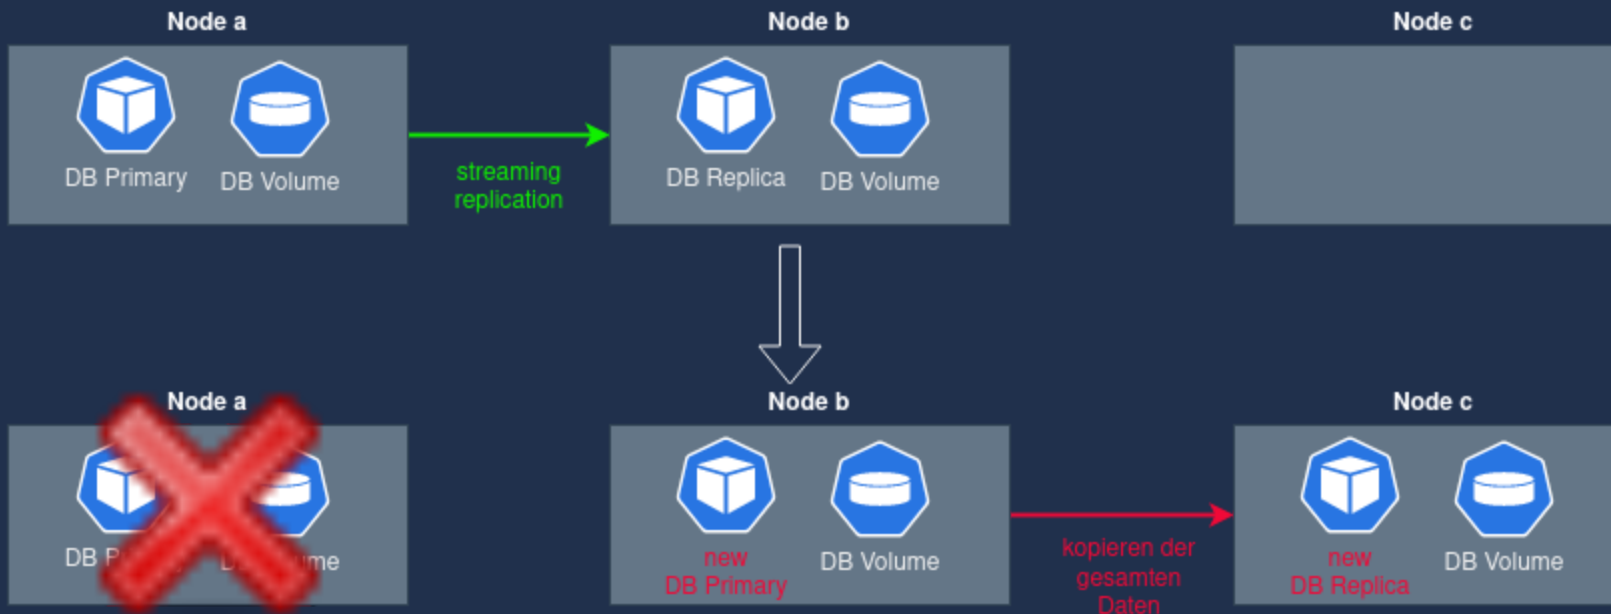 Node a
Node b
Node c
DB Primary
DB Volume
streaming
replication
DB Replica
DB Volume
Node a
Node b
Node c
DB
new
DB Primary
DB Volume
kopieren der
gesamten
Daten
new
DB Replica
DB Volume